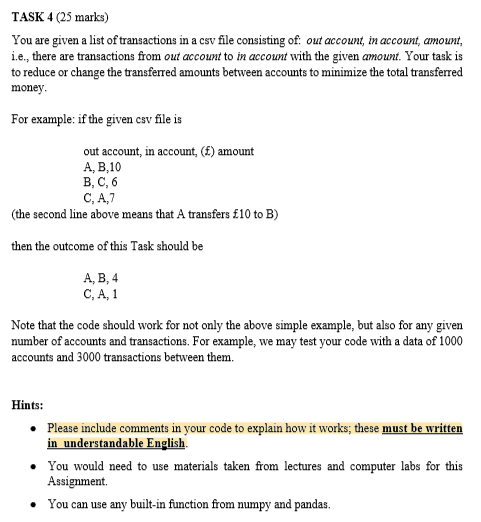 TASK 4 (25 marks)
You are given a list of transactions in a csv file consisting of: out account, in account, amount,
i.e., there are transactions from out account to in account with the given amount. Your task is
to reduce or change the transferred amounts between accounts to minimize the total transferred
money.
For example: if the given csv file is
out account, in account, (£) amount
A, B,10
B, C, 6
C, A,7
(the second line above means that A transfers £10 to B)
then the outcome of this Task should be
A, B, 4
C, A, 1
Note that the code should work for not only the above simple example, but also for any given
number of accounts and transactions. For example, we may test your code with a data of 1000
accounts and 3000 transactions between them.
Hints:
• Please include comments in your code to explain how it works; these must be written
in understandable English.
• You would need to use materials taken from lectures and computer labs for this
Assignment.
• You can use any built-in function from numpy and pandas.